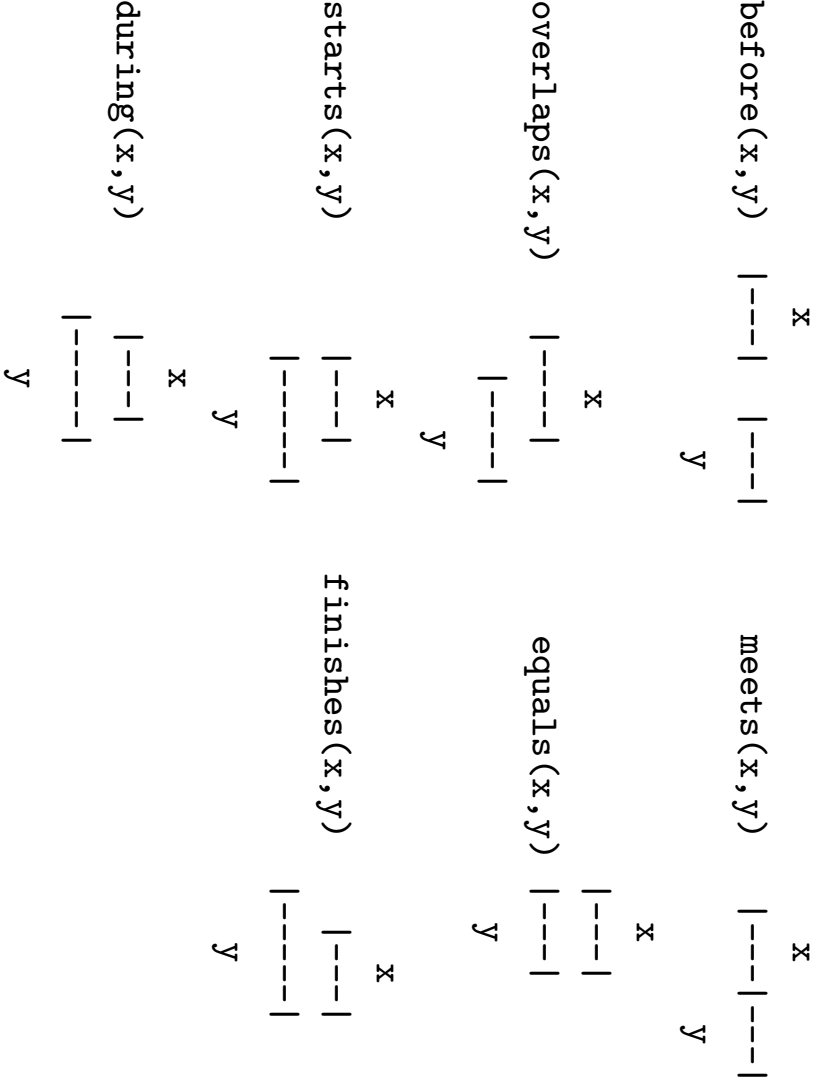 x x
before(x,y) |---| |---| meets(x,y) |---|---|
y y
x
x |---|
overlaps(x,y) |----| equals(x,y) |---|
|----| y
y
x x
starts(x,y) |---| finishes(x,y) |---|
|-----| |-----|
y y
x
during(x,y) |---|
|-----|
y